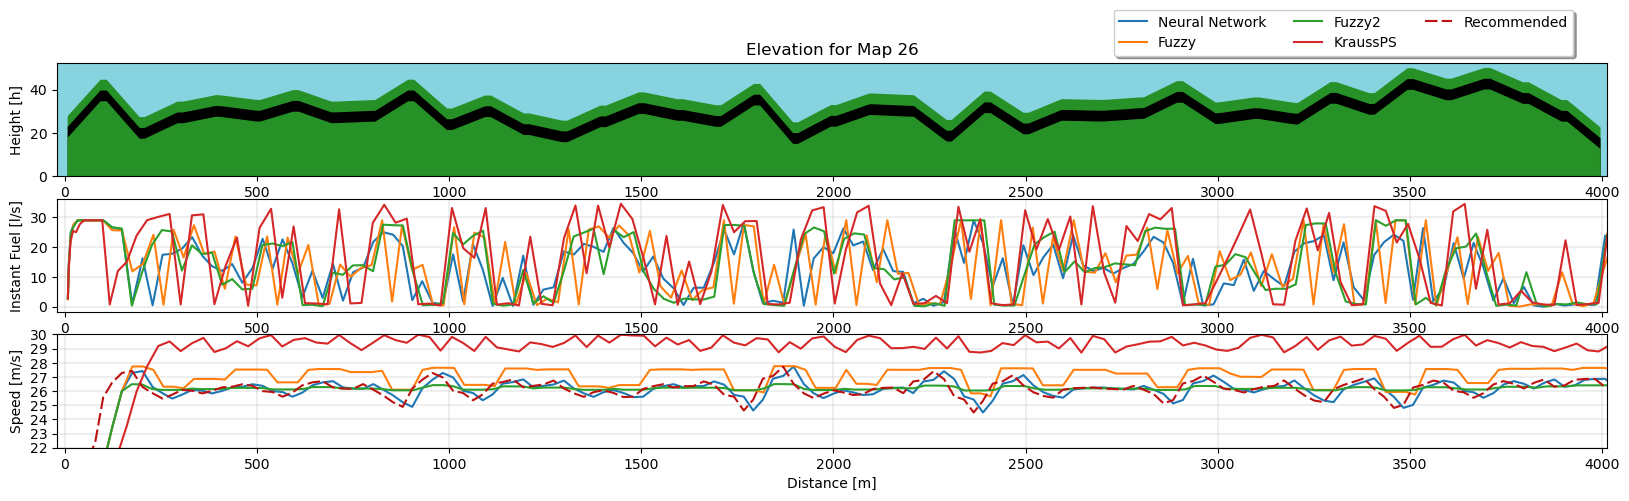 Neural Network Fuzzy2 Recommended
Fuzzy KraussPS
Elevation for Map 26
Height [h]
40
20
0
0 500 1000 1500 2000 2500 3000 3500 4000
Instant Fuel [l/s]
30
20
10
0
0 500 1000 1500 2000 2500 3000 3500 4000
Speed [m/s]
30
29
28
27
26
25
24
23
22
0 500 1000 1500 2000 2500 3000 3500 4000
Distance [m]